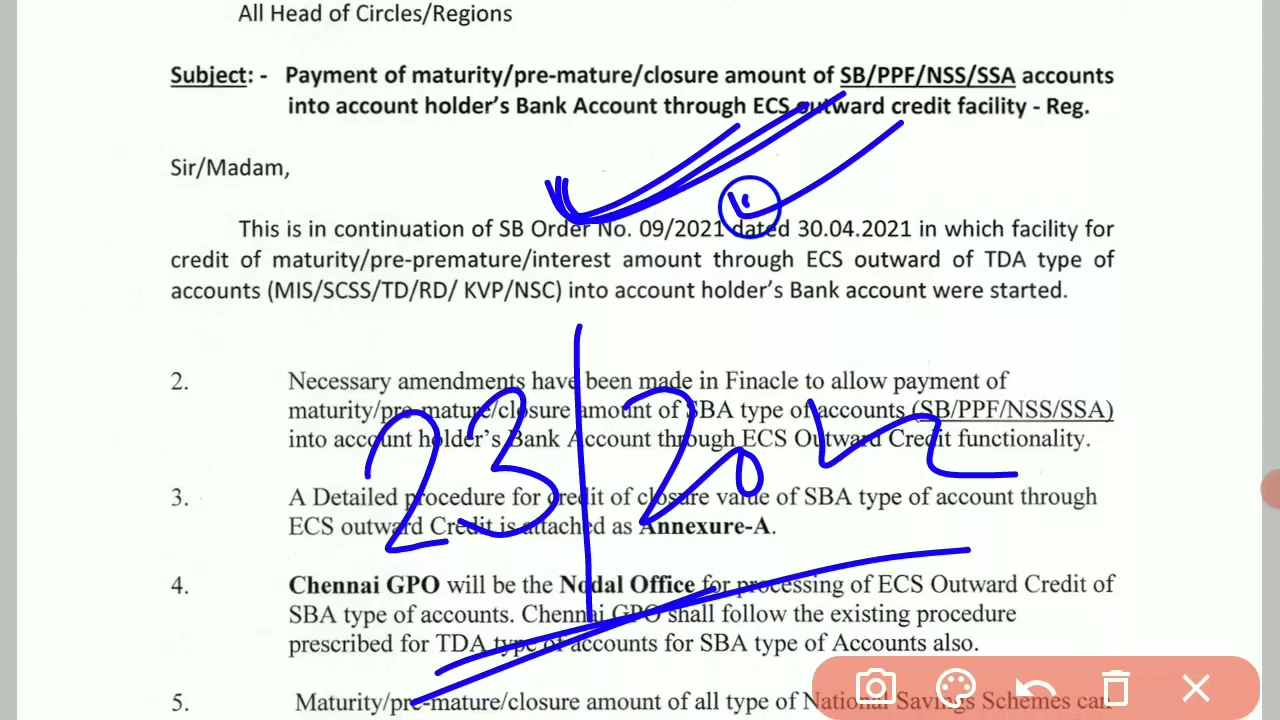 All Head of Circles/Regions
Subject: - Payment of maturity/pre-mature/closure amount of SB/PPF/NSS/SSA accounts
into account holder's Bank Account through ECS outward credit facility - Reg.
Sir/Madam,
This is in continuation of SB Order No. 09/2021 dated 30.04.2021 in which facility for
credit of maturity/pre-premature/interest amount through ECS outward of TDA type of
accounts (MIS/SCSS/TD/RD/ KVP/NSC) into account holder's Bank account were started.
2. Necessary amendments have been made in Finacle to allow payment of
maturity/pre-mature/closure amount of SBA type of accounts (SB/PPF/NSS/SSA)
into account holder's Bank Account through ECS Outward Credit functionality.
23/2022
3. A Detailed procedure for credit of closure value of SBA type of account through
ECS outward Credit is attached as Annexure-A.
4. Chennai GPO will be the Nodal Office for processing of ECS Outward Credit of
SBA type of accounts. Chennai GPO shall follow the existing procedure
prescribed for TDA type of accounts for SBA type of Accounts also.
5. Maturity/pre-mature/closure amount of all type of National Savings Schemes can